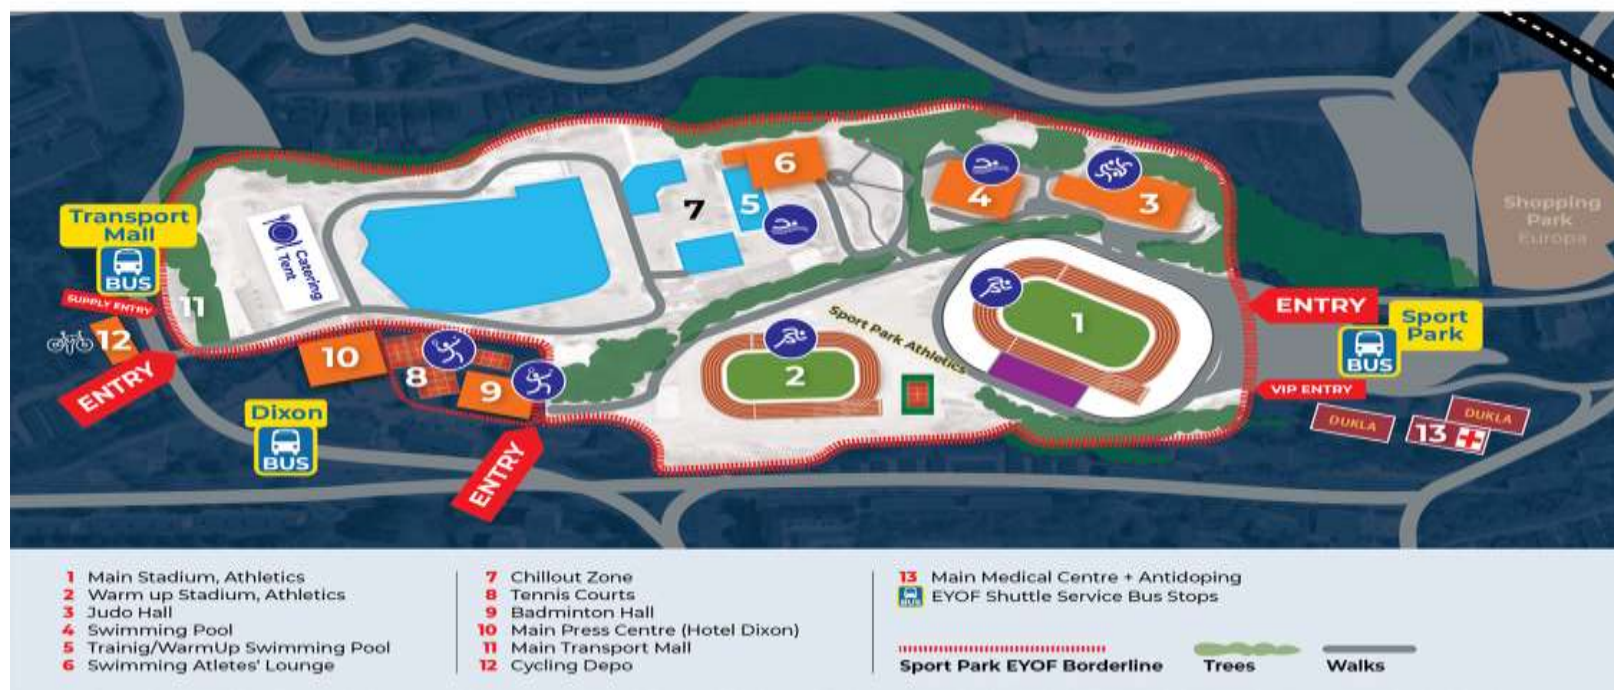 Transport
Mall
BUS
SUPPLY ENTRY
12
ENTRY
11
Catering
Tent
10
8
9
Dixon
BUS
ENTRY
7
5
6
4
3
Sport Park Athletics
2
1
ENTRY
Sport
Park
BUS
VIP ENTRY
DUKLA
DUKLA
13
Shopping
Park
Europa
1 Main Stadium, Athletics
2 Warm up Stadium, Athletics
3 Judo Hall
4 Swimming Pool
5 Trainig/WarmUp Swimming Pool
6 Swimming Atletes' Lounge
7 Chillout Zone
8 Tennis Courts
9 Badminton Hall
10 Main Press Centre (Hotel Dixon)
11 Main Transport Mall
12 Cycling Depo
13 Main Medical Centre + Antidoping
BUS EYOF Shuttle Service Bus Stops
Sport Park EYOF Borderline
Trees
Walks